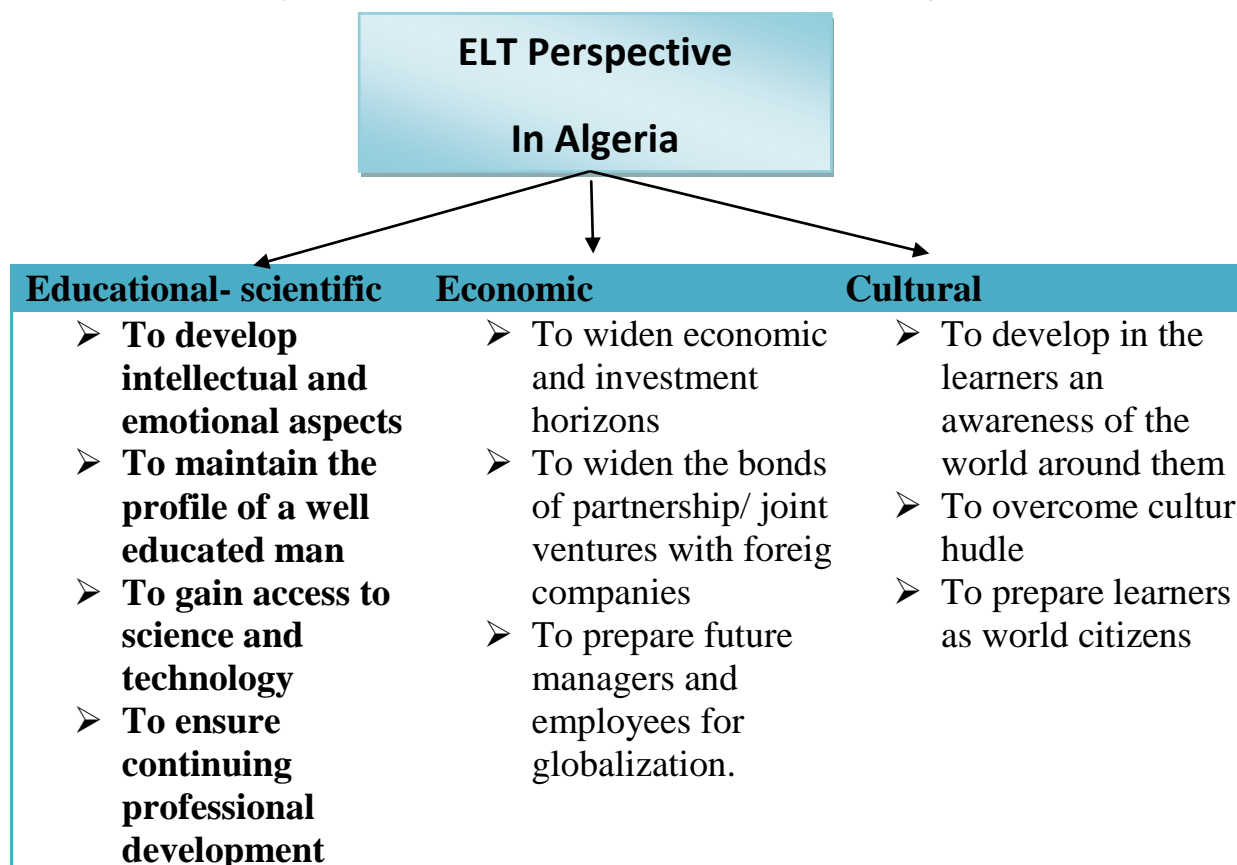 ELT Perspective
In Algeria
Educational- scientific
➢ To develop
intellectual and
emotional aspects
➢ To maintain the
profile of a well
educated man
➢ To gain access to
science and
technology
➢ To ensure
continuing
professional
development
Economic
➢ To widen economic
and investment
horizons
➢ To widen the bonds
of partnership/ joint
ventures with foreig
companies
➢ To prepare future
managers and
employees for
globalization.
Cultural
➢ To develop in the
learners an
awareness of the
world around them
➢ To overcome cultur
hudle
➢ To prepare learners
as world citizens